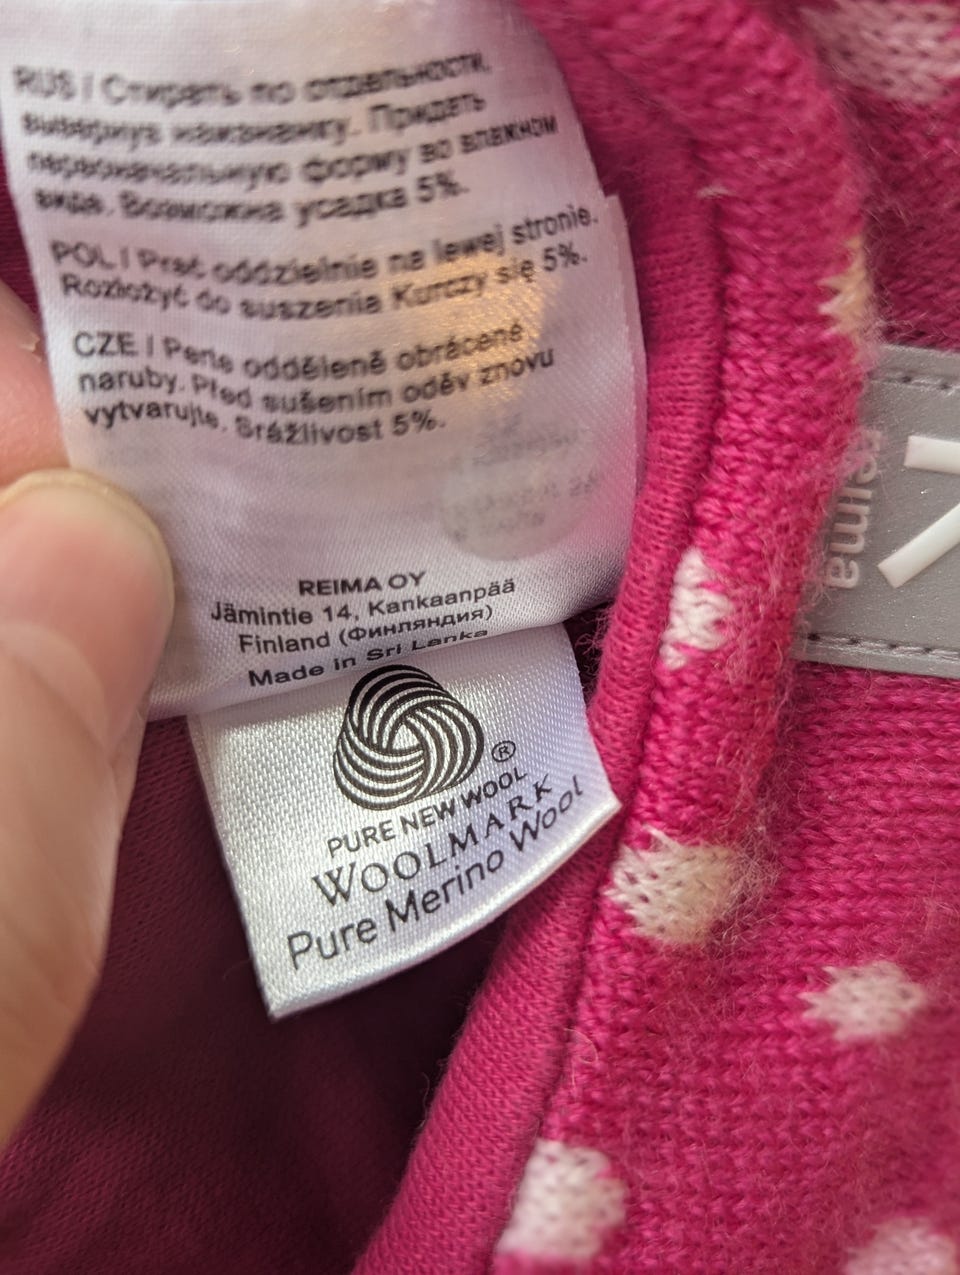 RUS / Стирать по отдельности,
вывернув наизнанку. Придать
первоначальную форму во влажном
виде. Возможна усадка 5%.
POL / Prać oddzielnie na lewej stronie.
Rozłożyć do suszenia Kurczy się 5%.
CZE / Perte odděleně obrácené
naruby. Před sušením oděv znovu
vytvarujte. Srážlivost 5%.
REIMA OY
Jämintie 14, Kankaanpää
Finland (Финляндия)
Made in Sri Lanka
®
PURE NEW WOOL
WOOLMARK
Pure Merino Wool
reima